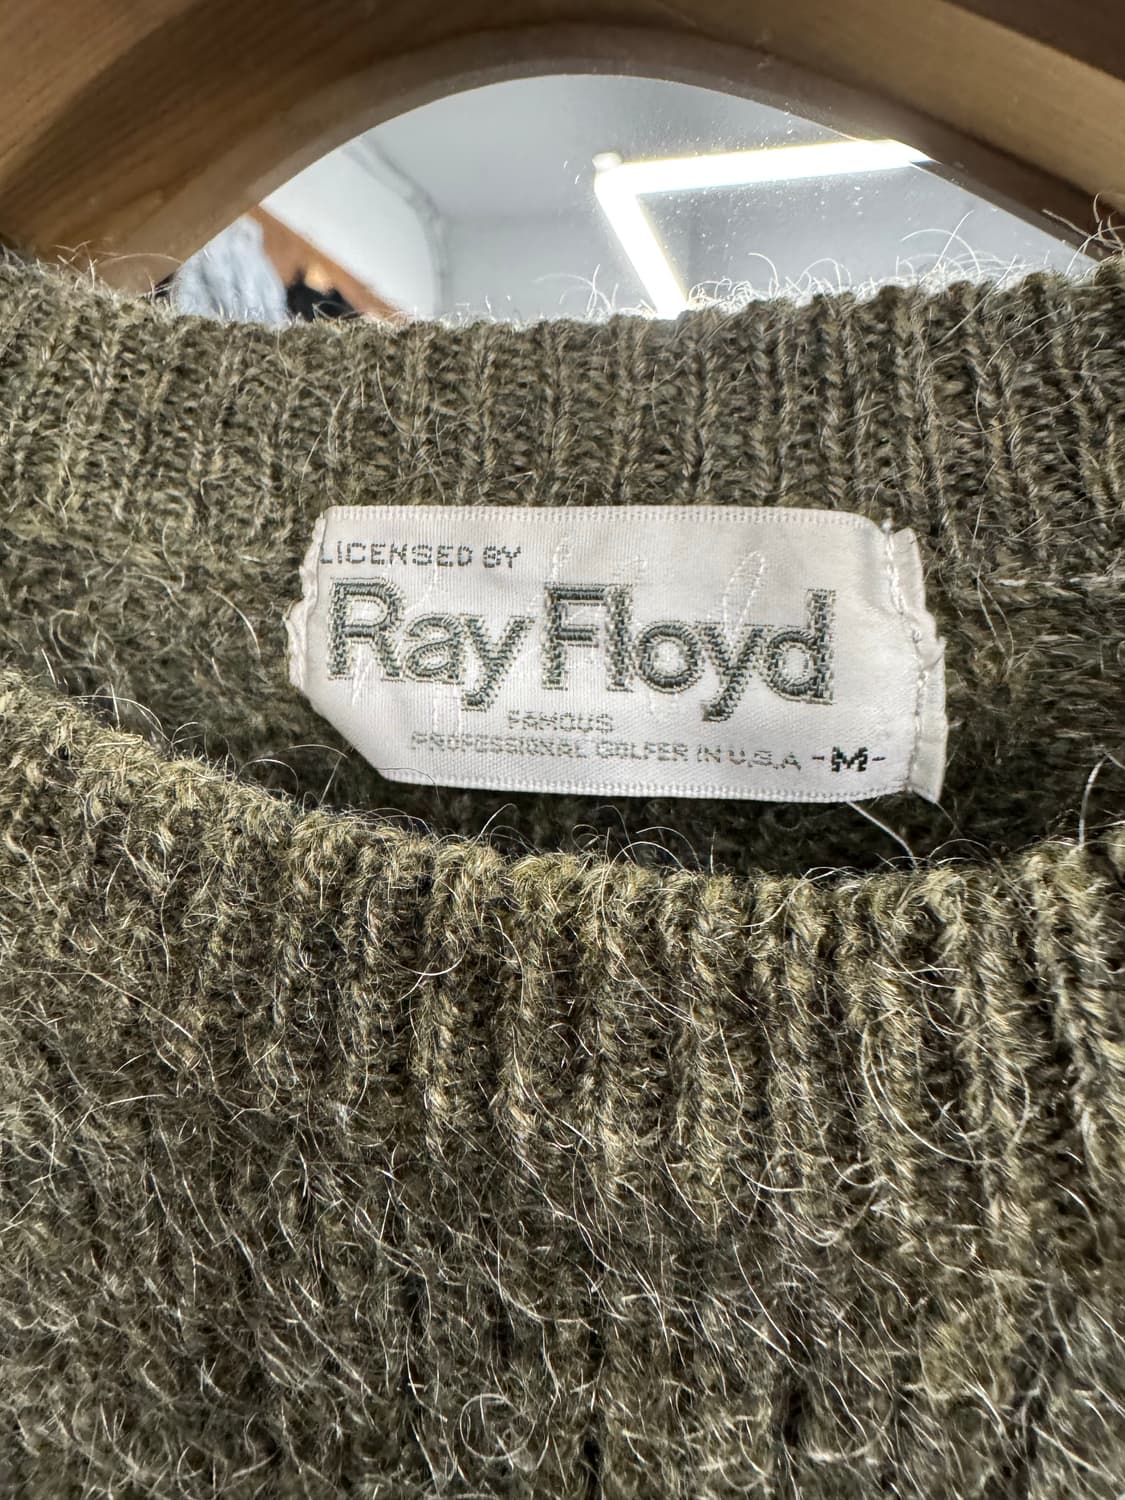 LICENSED BY
Ray Floyd
FAMOUS
PROFESSIONAL GOLFER IN U.S.A -M-